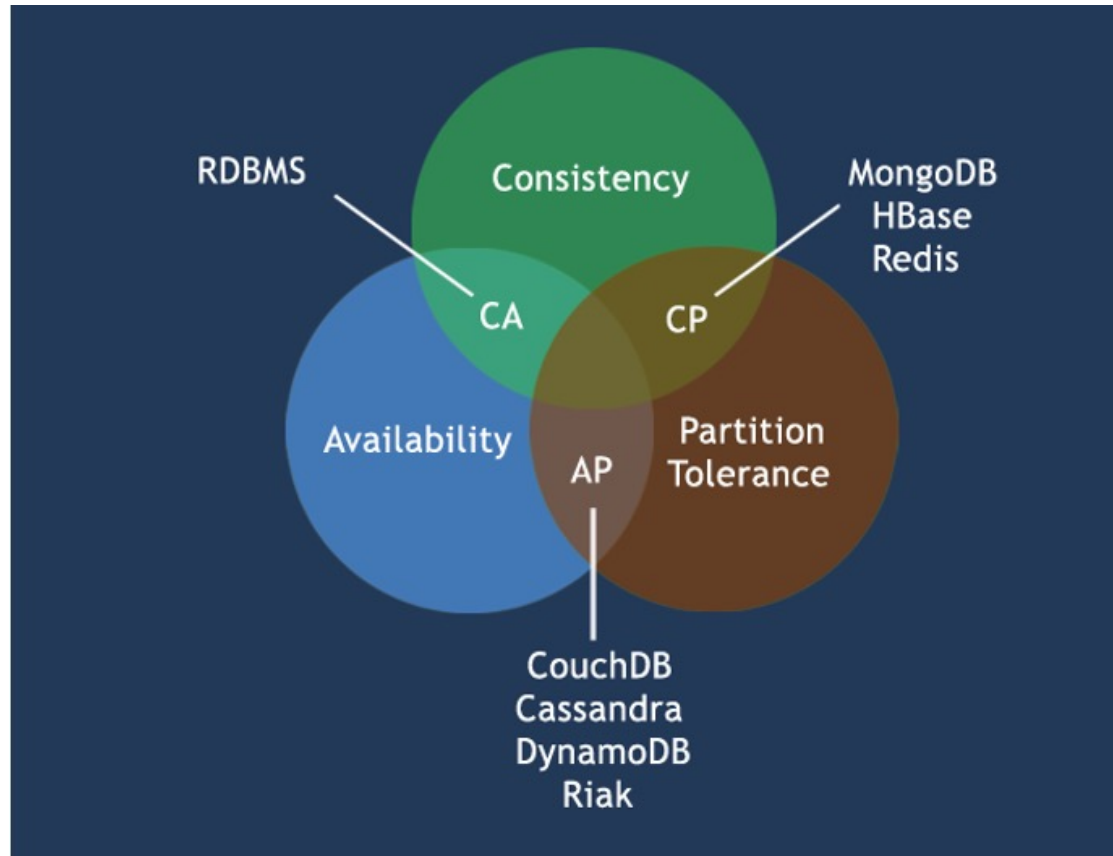 Consistency
RDBMS
MongoDB
HBase
Redis
CA
CP
Availability
Partition
Tolerance
AP
CouchDB
Cassandra
DynamoDB
Riak